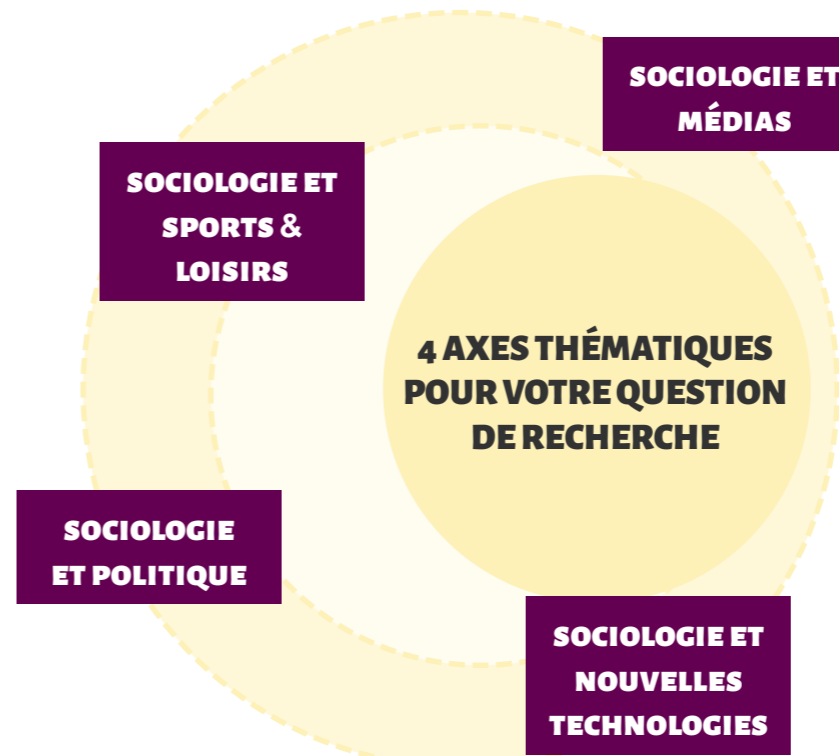 SOCIOLOGIE ET
MÉDIAS
SOCIOLOGIE ET
SPORTS &
LOISIRS
4 AXES THÉMATIQUES
POUR VOTRE QUESTION
DE RECHERCHE
SOCIOLOGIE
ET POLITIQUE
SOCIOLOGIE ET
NOUVELLES
TECHNOLOGIES